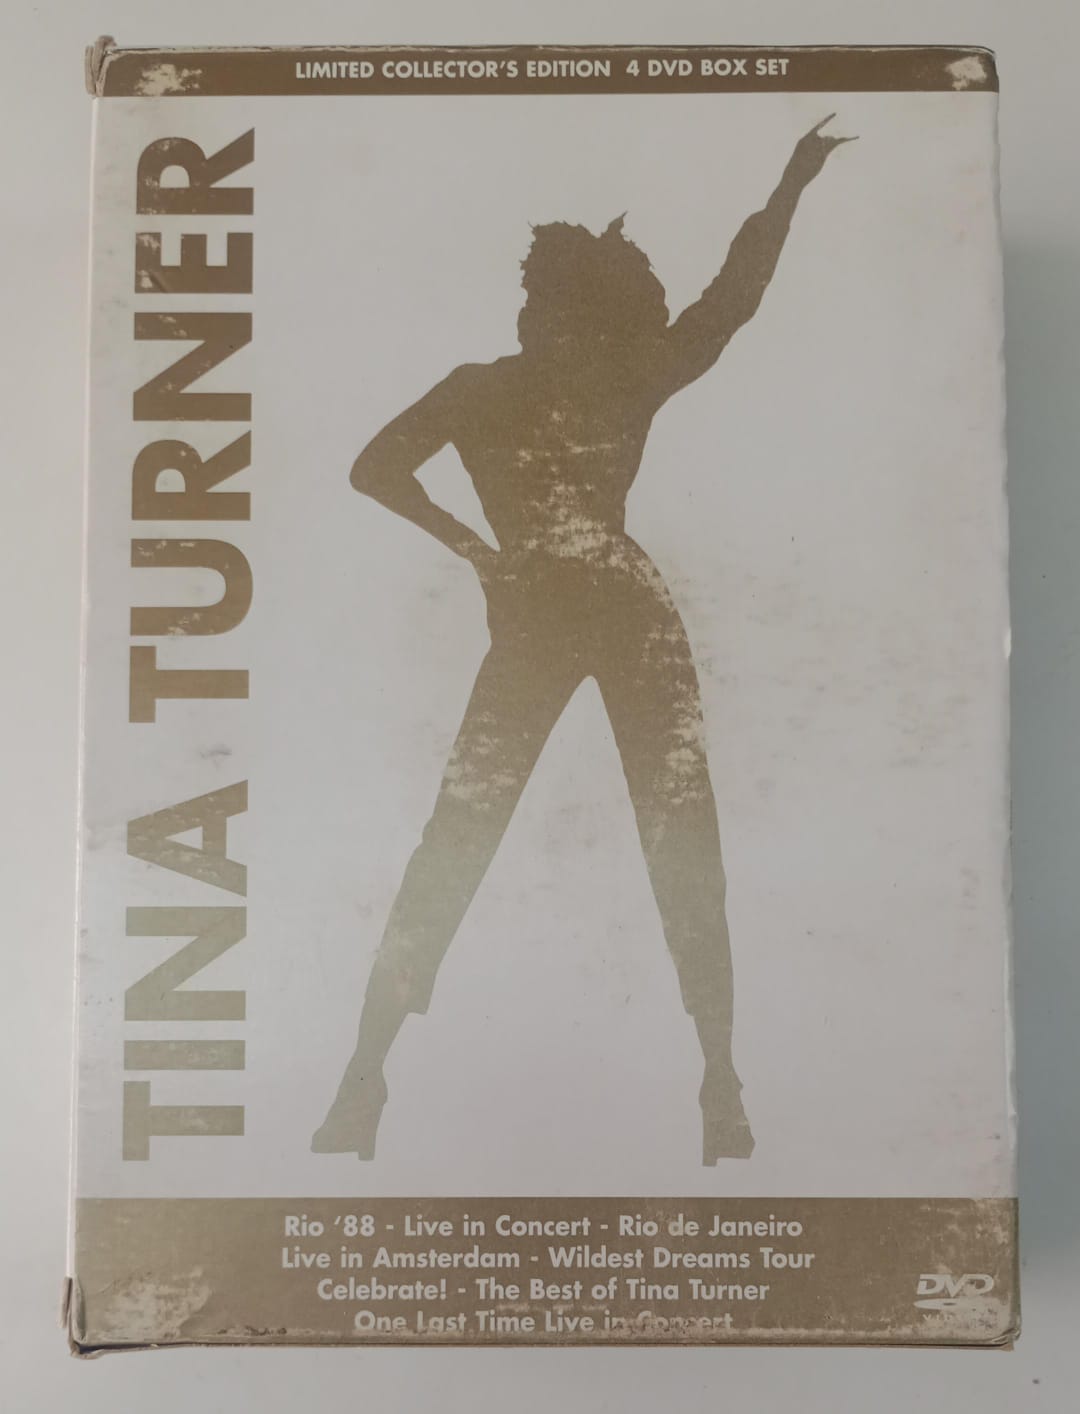 LIMITED COLLECTOR'S EDITION 4 DVD BOX SET
TINA TURNER
Rio '88 - Live in Concert - Rio de Janeiro
Live in Amsterdam - Wildest Dreams Tour
Celebrate! - The Best of Tina Turner
One Last Time Live in Concert
DVD
VIDEO